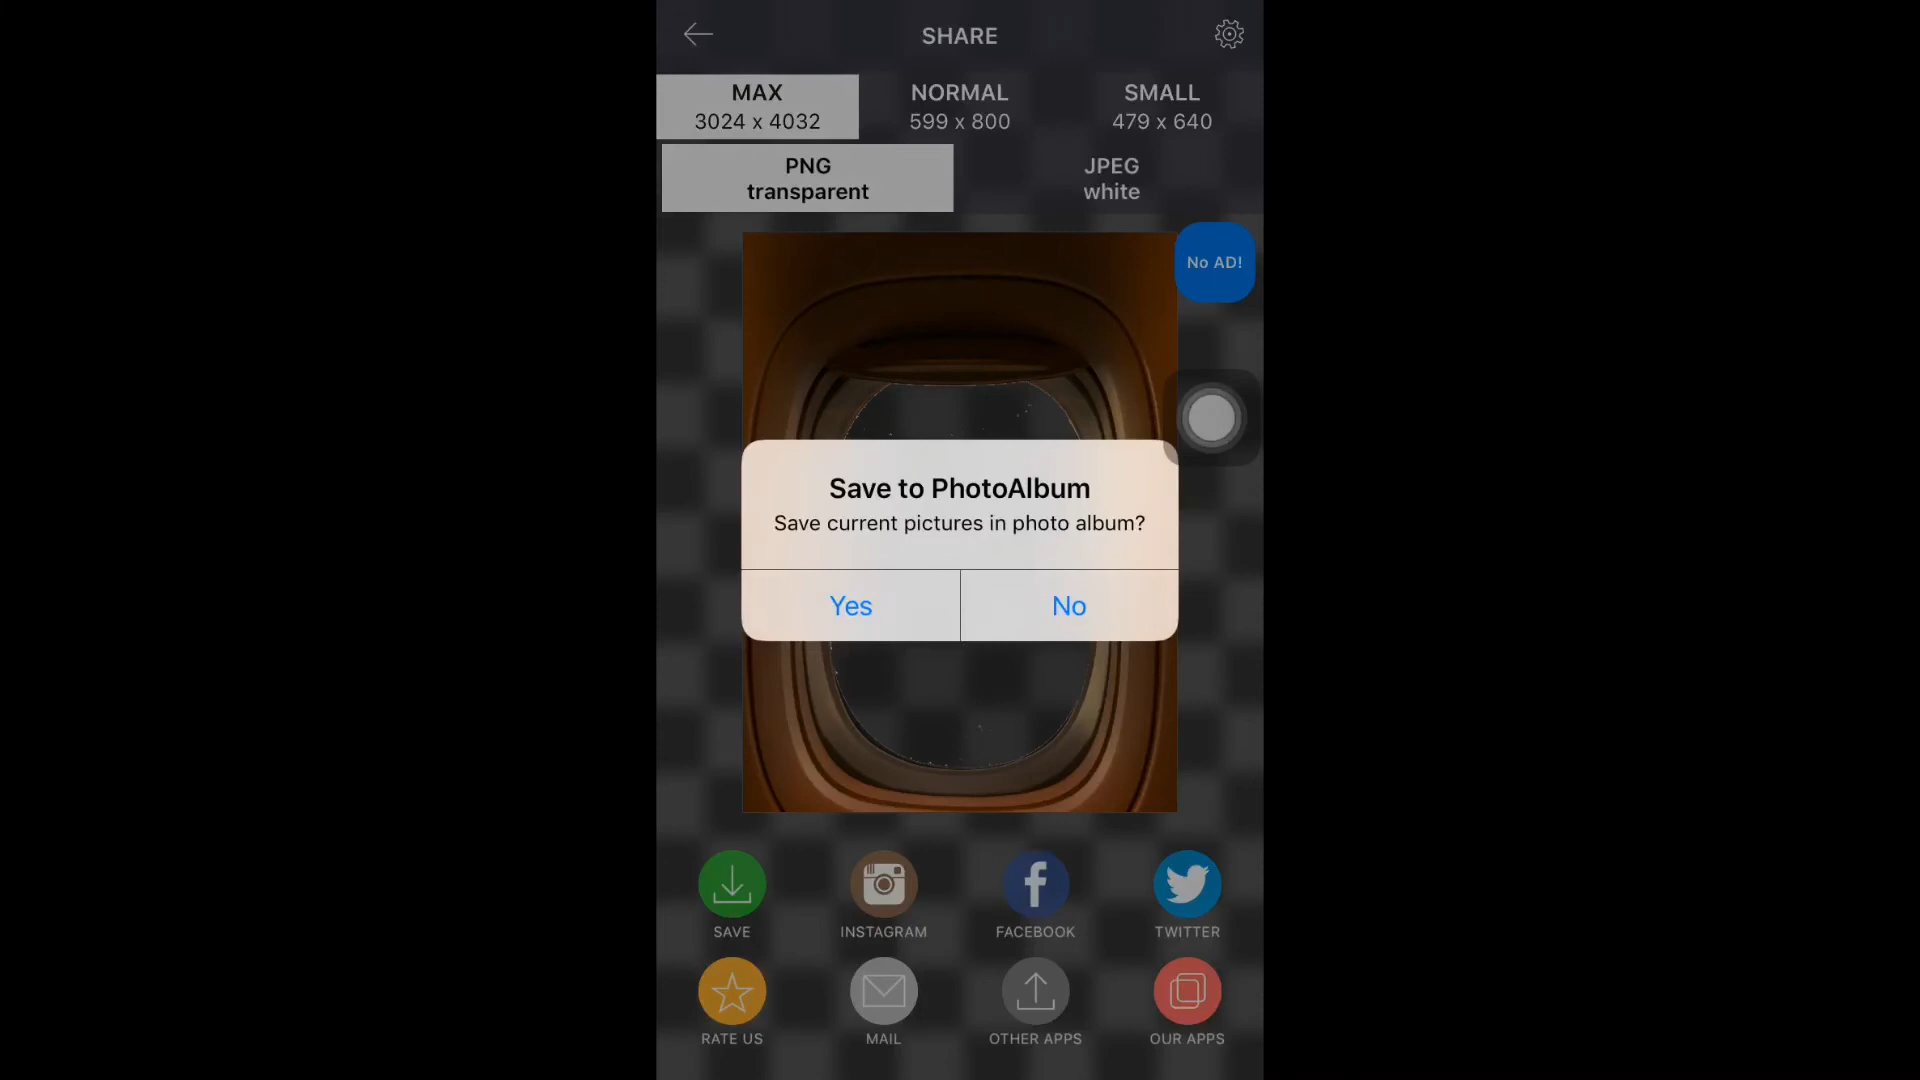 SHARE
MAX
3024 x 4032
NORMAL
599 x 800
SMALL
479 x 640
PNG
transparent
JPEG
white
No AD!
Save to PhotoAlbum
Save current pictures in photo album?
Yes
No
SAVE
INSTAGRAM
FACEBOOK
TWITTER
RATE US
MAIL
OTHER APPS
OUR APPS